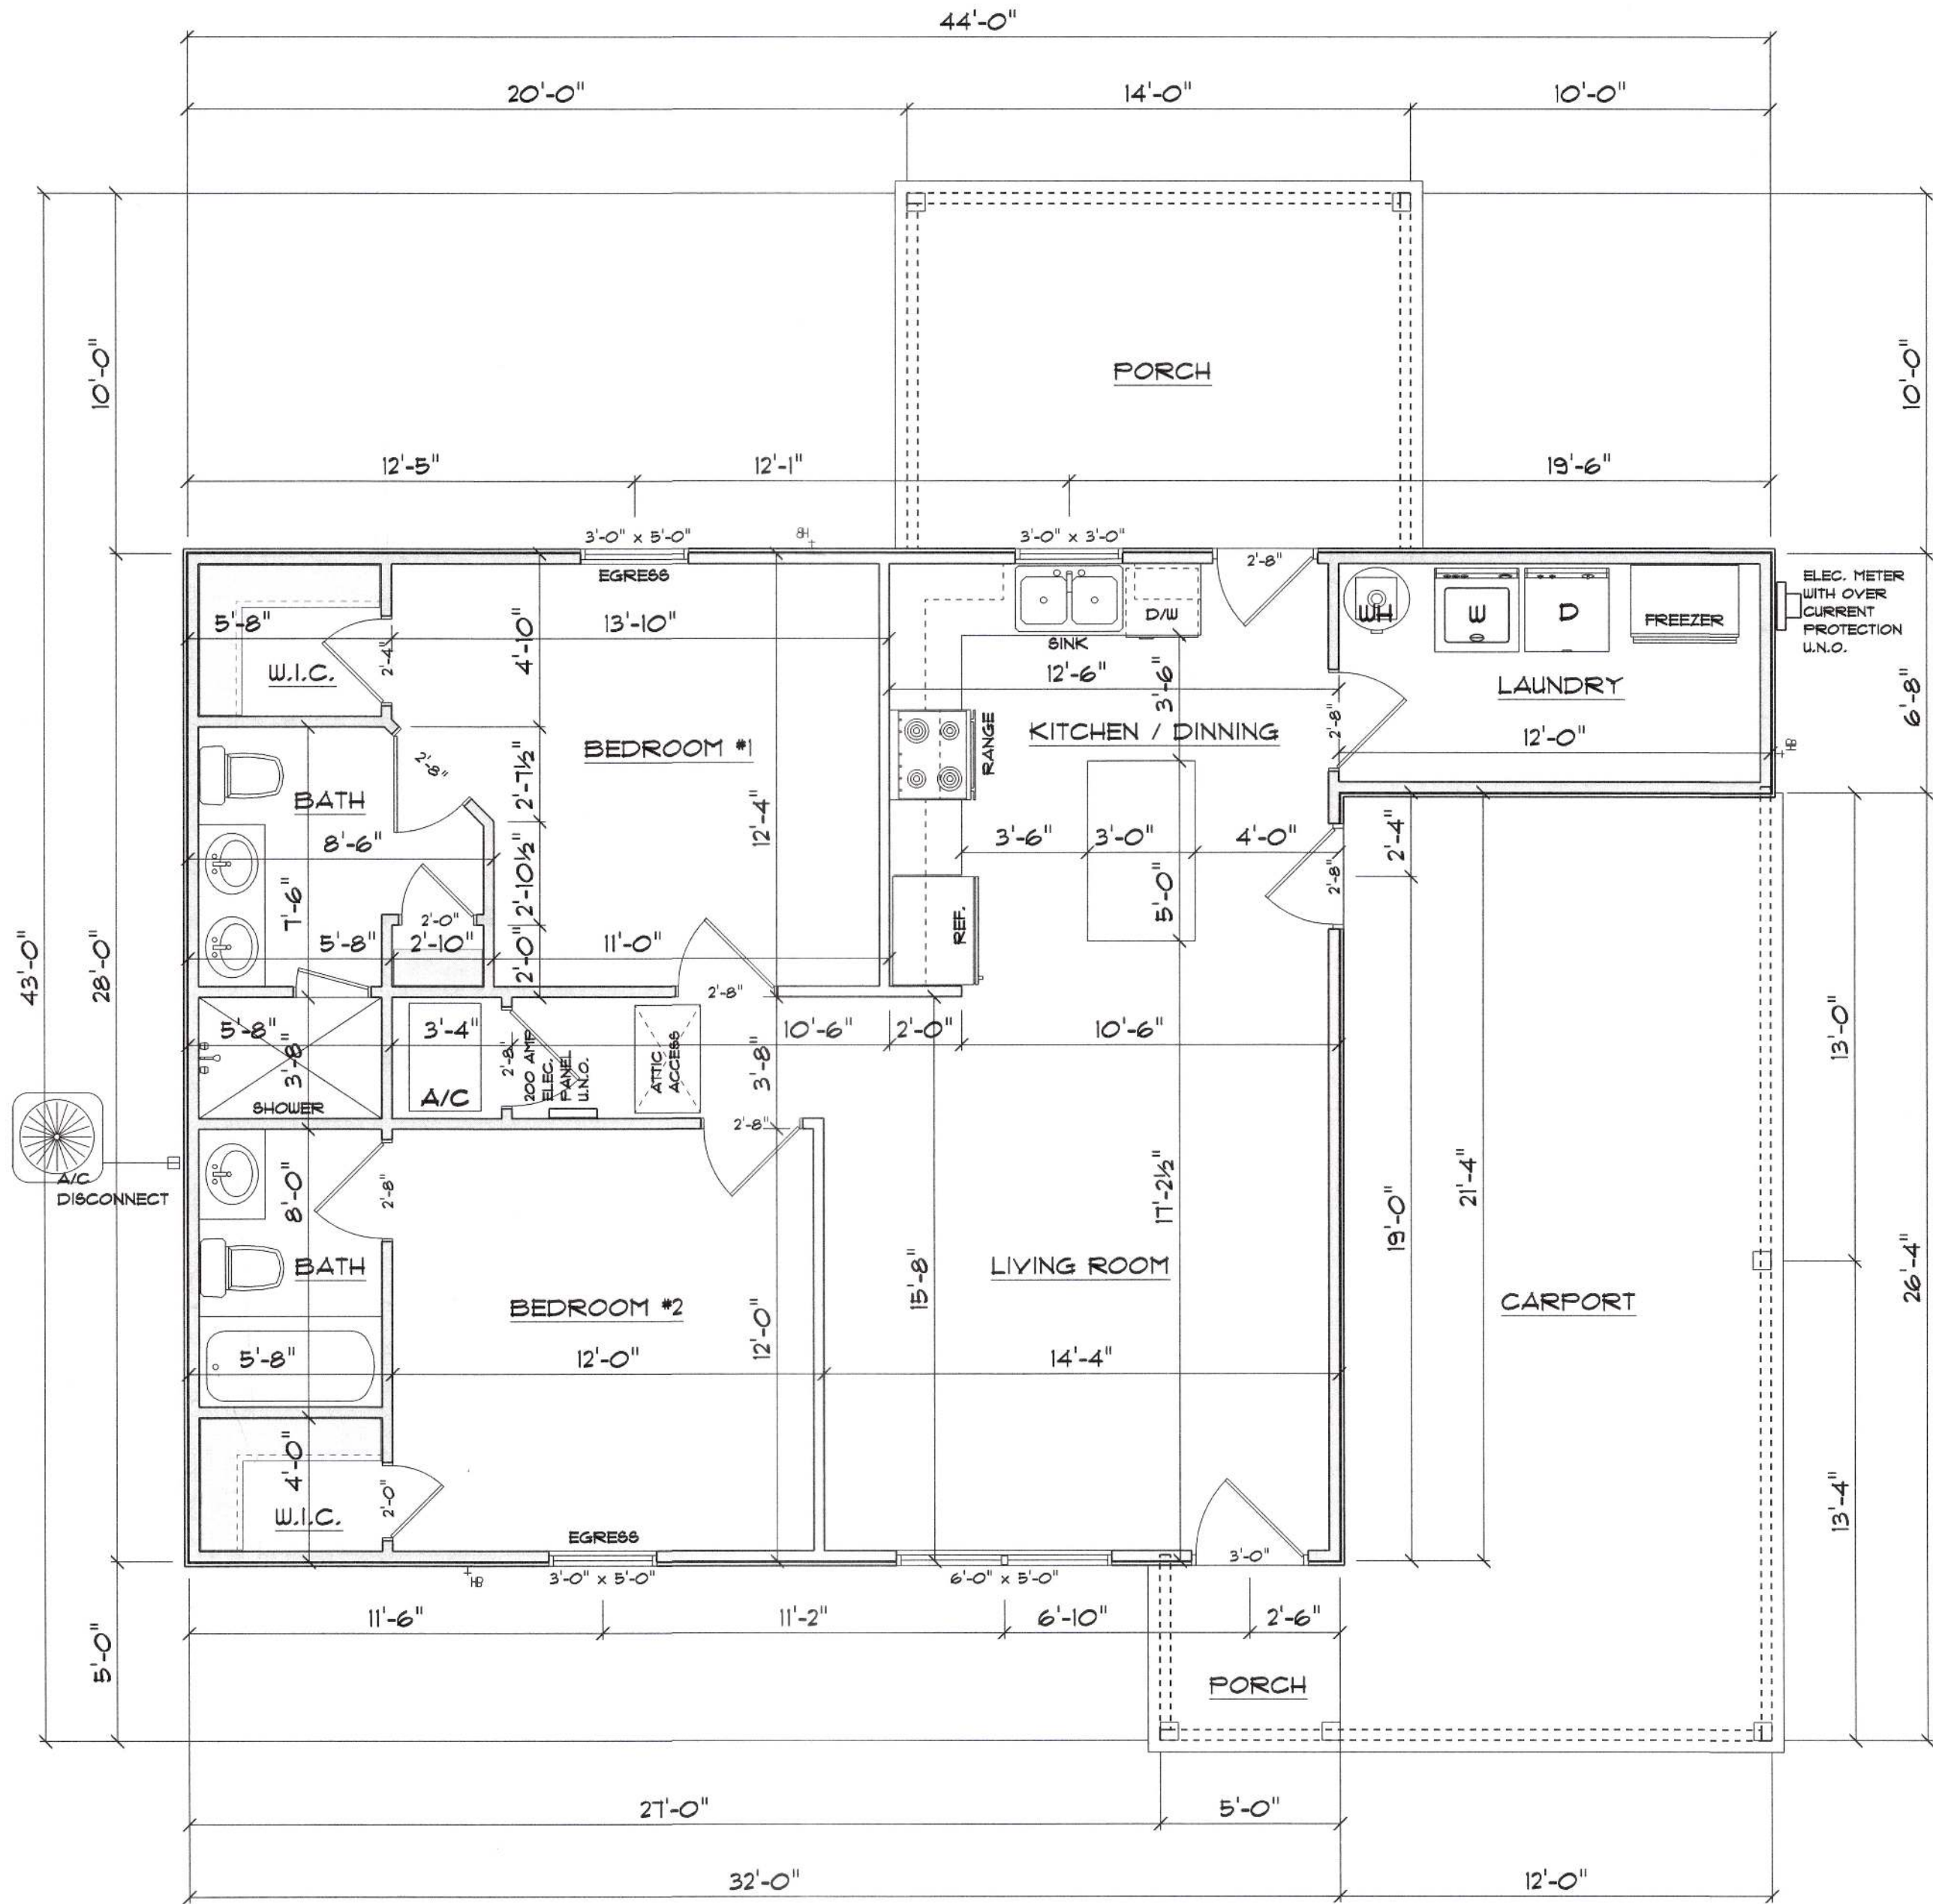 44'-0"
20'-0"
14'-0"
10'-0"
10'-0"
PORCH
10'-0"
12'-5"
12'-1"
19'-6"
3'-0" x 5'-0"
3'-0" x 3'-0"
EGRESS
2'-8"
5'-8"
13'-10"
4'-10"
2'-4"
W.I.C.
SINK
D/W
12'-6"
3'-6"
WH
W
D
FREEZER
ELEC. METER
WITH OVER
CURRENT
PROTECTION
U.N.O.
LAUNDRY
6'-8"
2'-8"
12'-0"
HB
BEDROOM #1
KITCHEN / DINNING
RANGE
2'-8"
2'-7½"
BATH
8'-6"
12'-4"
3'-6"
3'-0"
4'-0"
2'-4"
2'-8"
7'-6"
2'-10½"
2'-0"
5'-8"
2'-10"
2'-0"
11'-0"
REF.
5'-0"
43'-0"
28'-0"
2'-8"
5'-8"
3'-8"
3'-4"
2'-8"
200 AMP
ELEC.
PANEL
U.N.O.
ATTIC
ACCESS
3'-8"
10'-6"
2'-0"
10'-6"
13'-0"
SHOWER
A/C
2'-8"
A/C
DISCONNECT
8'-0"
2'-8"
17'-2½"
19'-0"
21'-4"
BATH
BEDROOM #2
12'-0"
15'-8"
LIVING ROOM
CARPORT
26'-4"
5'-8"
12'-0"
14'-4"
4'-0"
W.I.C.
2'-0"
13'-4"
EGRESS
3'-0"
HB
3'-0" x 5'-0"
6'-0" x 5'-0"
11'-6"
11'-2"
6'-10"
2'-6"
5'-0"
PORCH
27'-0"
5'-0"
32'-0"
12'-0"